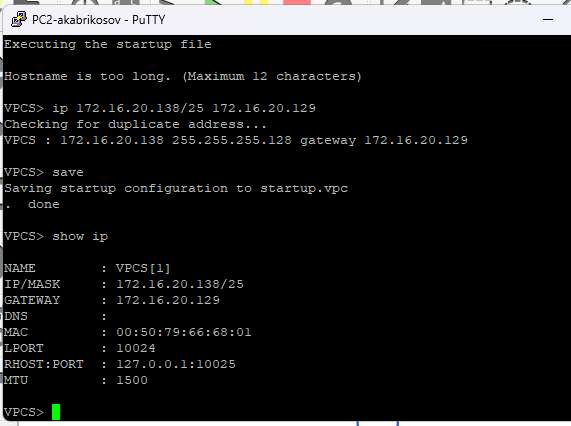 PC2-akabrikosov - PuTTY
Executing the startup file
Hostname is too long. (Maximum 12 characters)
VPCS> ip 172.16.20.138/25 172.16.20.129
Checking for duplicate address...
VPCS : 172.16.20.138 255.255.255.128 gateway 172.16.20.129
VPCS> save
Saving startup configuration to startup.vpc
.  done
VPCS> show ip
NAME        : VPCS[1]
IP/MASK     : 172.16.20.138/25
GATEWAY     : 172.16.20.129
DNS         :
MAC         : 00:50:79:66:68:01
LPORT       : 10024
RHOST:PORT  : 127.0.0.1:10025
MTU         : 1500
VPCS>